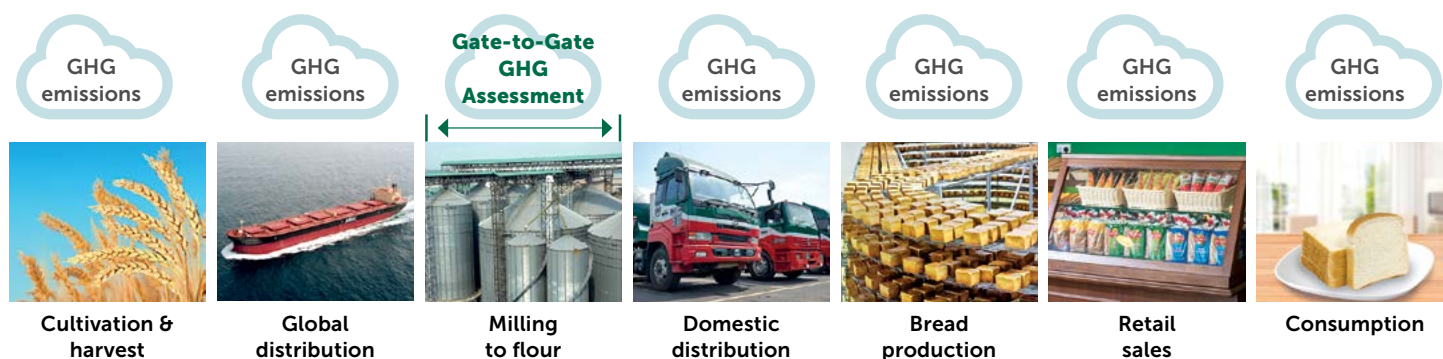 GHG
emissions
GHG
emissions
Gate-to-Gate
GHG
Assessment
GHG
emissions
GHG
emissions
GHG
emissions
GHG
emissions
Cultivation &
harvest
Global
distribution
Milling
to flour
Domestic
distribution
Bread
production
Retail
sales
Consumption